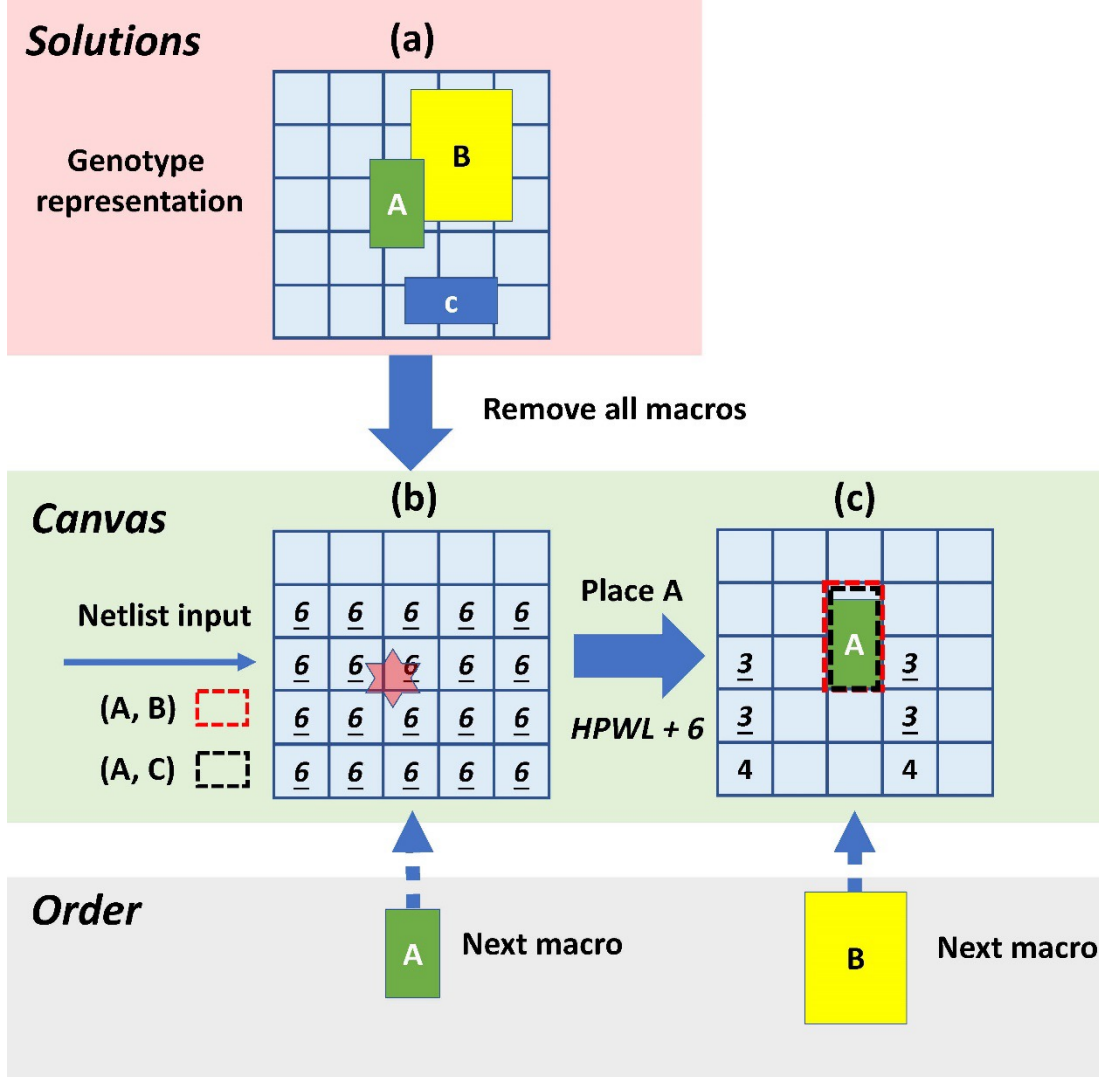 Solutions
(a)
Genotype
representation
B
A
c
Remove all macros
Canvas
(b)
(c)
Netlist input
(A, B)
(A, C)
6 6 6 6 6
6 6 6 6 6
6 6 6 6 6
6 6 6 6 6
Place A
HPWL + 6
A
3 3
3 3
4 4
Order
A
Next macro
B
Next macro